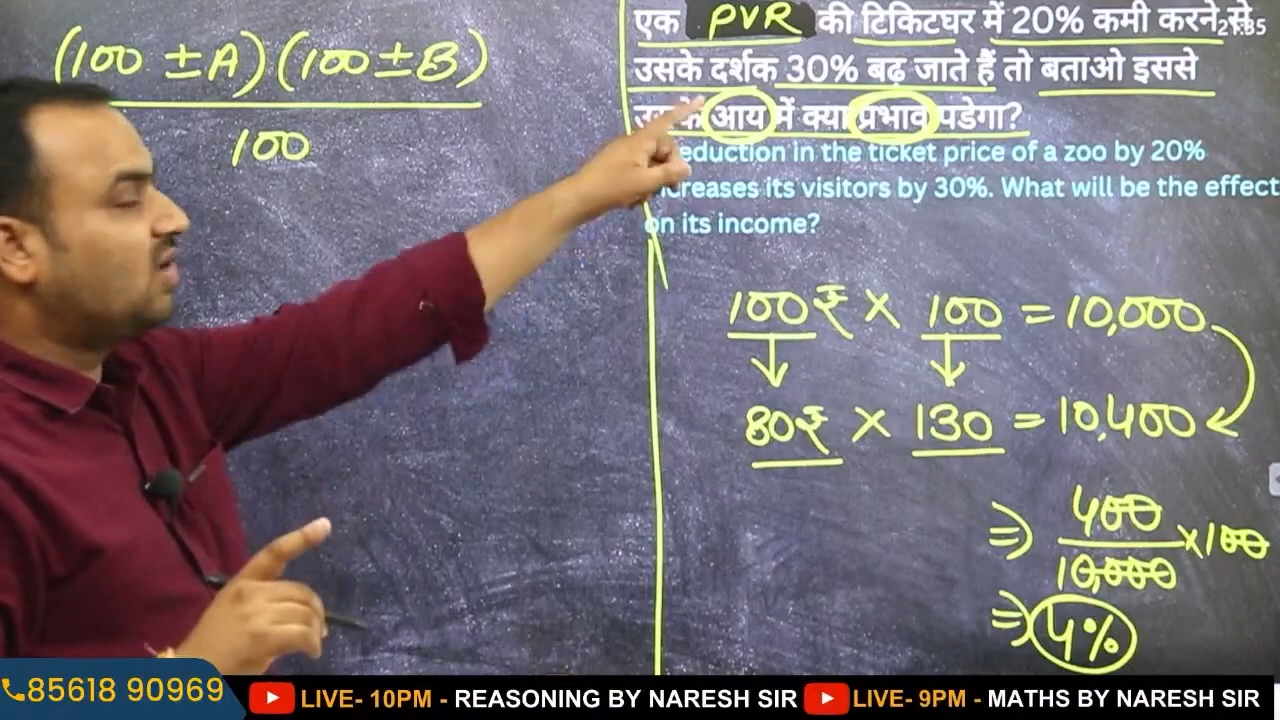 (100 ±A)(100±B)
100
एक PVR की टिकिटघर में 20% कमी करने से
21:35
उसके दर्शक 30% बढ़ जाते हैं तो बताओ इससे
आय में क्या प्रभाव पडेगा?
eduction in the ticket price of a zoo by 20%
increases its visitors by 30%. What will be the effect
on its income?
100₹ × 100 = 10,000
80₹ × 130 = 10,400
⇒ 400
10,000 ×100
⇒ 4%
85618 90969
LIVE- 10PM - REASONING BY NARESH SIR LIVE- 9PM - MATHS BY NARESH SIR